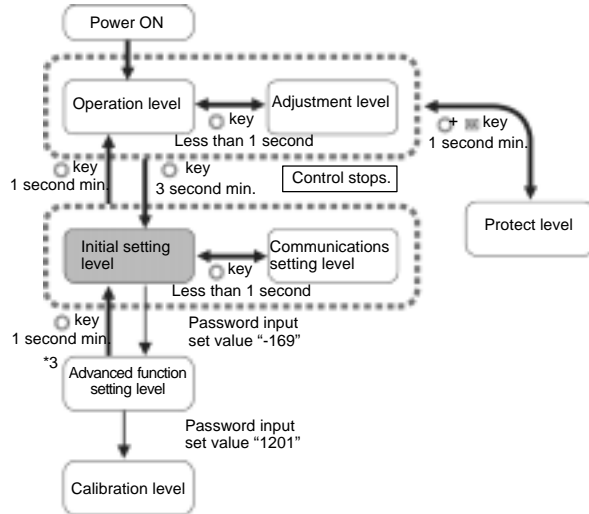 Power ON
Operation level
Adjustment level
key
Less than 1 second
+ key
1 second min.
key
1 second min.
key
3 second min.
Control stops.
Protect level
Initial setting
level
Communications
setting level
key
Less than 1 second
key
1 second min.
Password input
set value “-169”
*3
Advanced function
setting level
Password input
set value “1201”
Calibration level